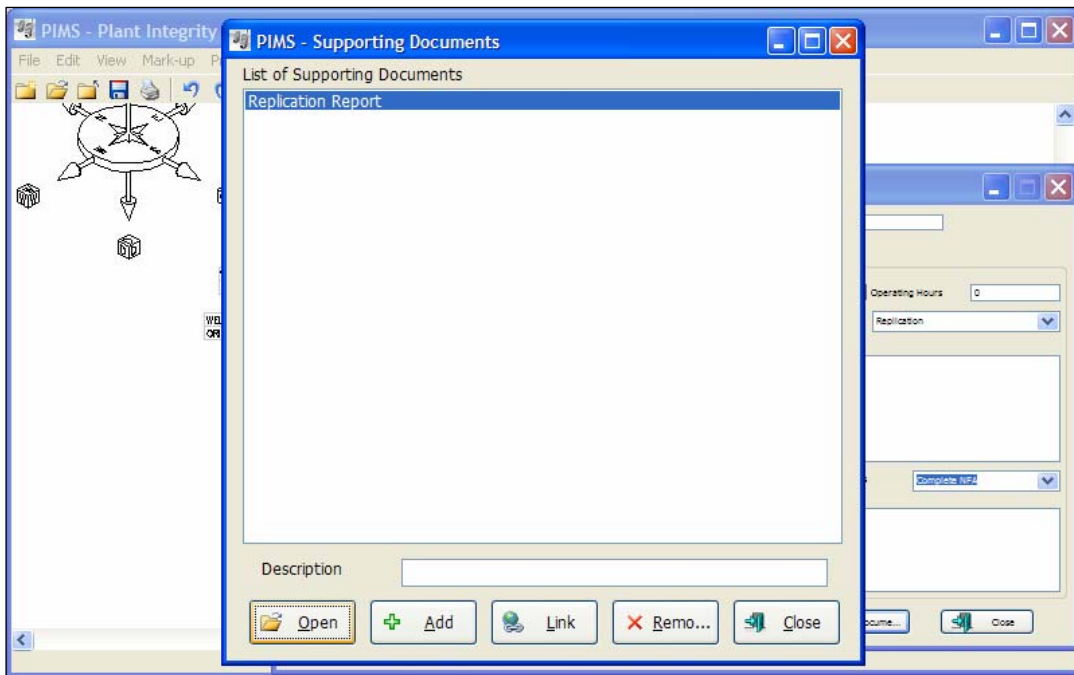 PIMS - Plant Integrity
File Edit View Mark-up
PIMS - Supporting Documents
List of Supporting Documents
Replication Report
Operating Hours 0
Replication
Complete NFA
Description
Open Add Link Remo... Close
ocume... Close